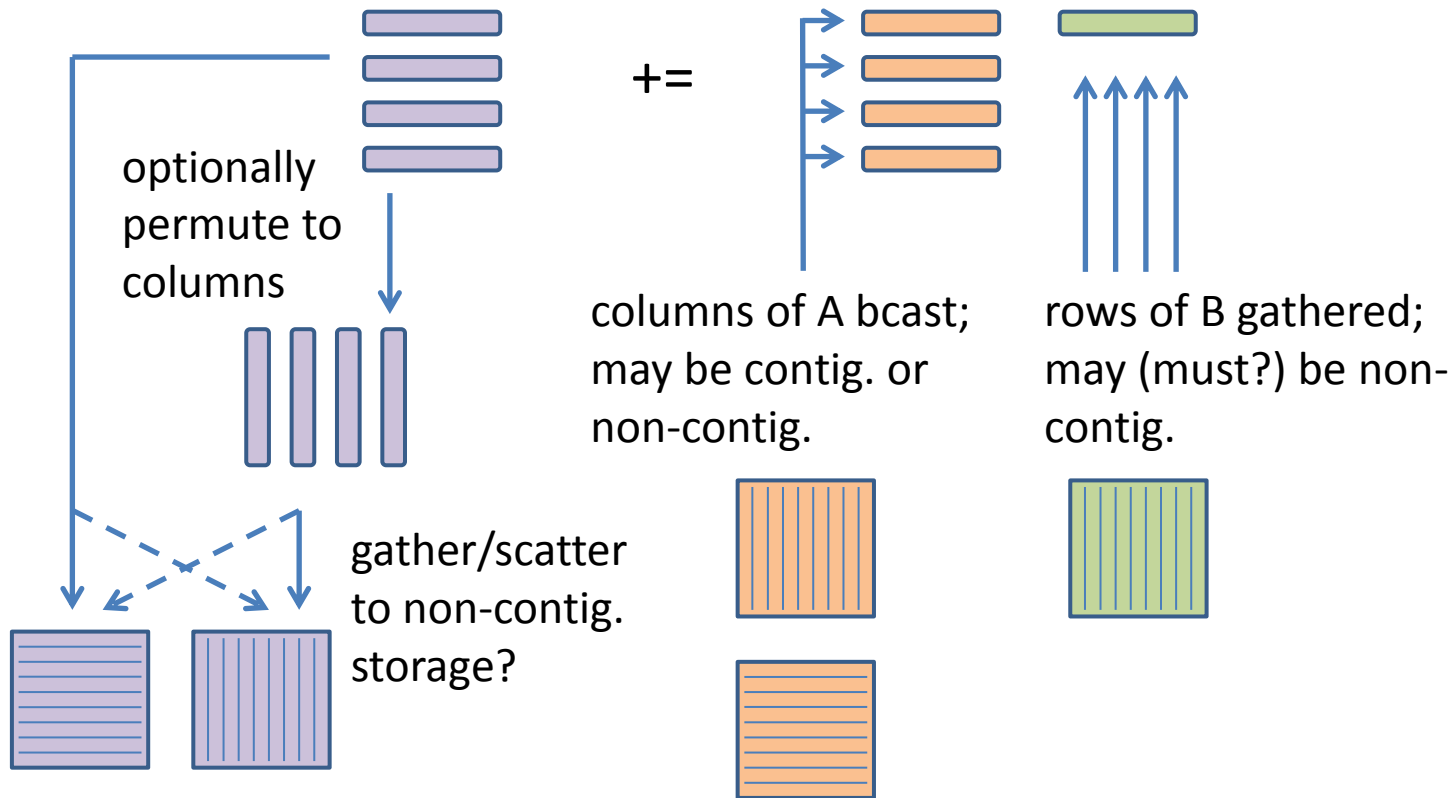 +=
optionally
permute to
columns
columns of A bcast;
may be contig. or
non-contig.
rows of B gathered;
may (must?) be non-
contig.
gather/scatter
to non-contig.
storage?